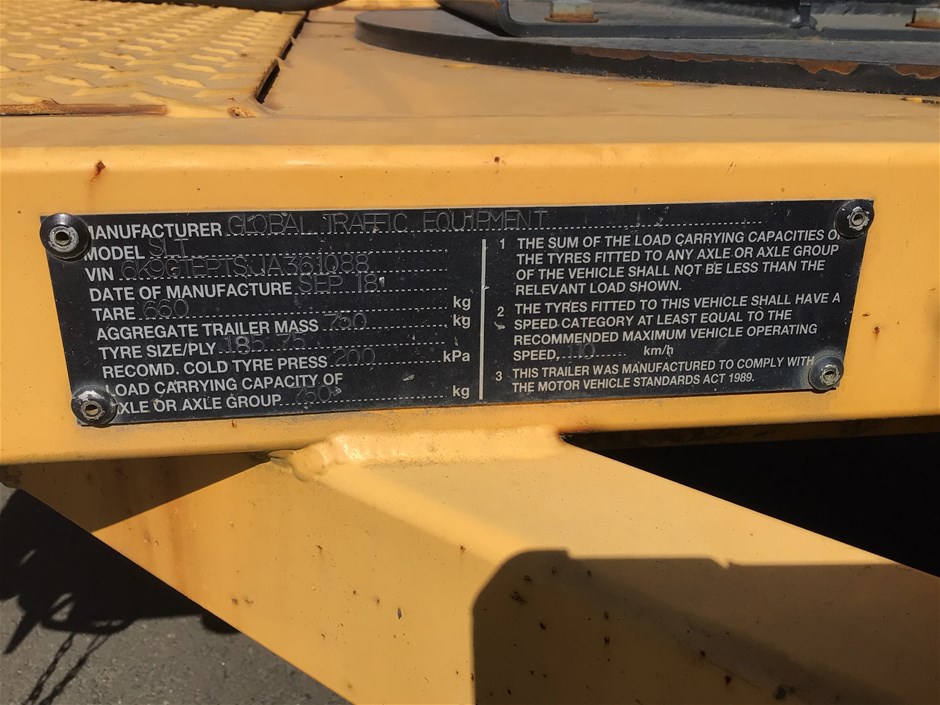 MANUFACTURER GLOBAL TRAFFIC EQUIPMENT
MODEL SLT
VIN
DATE OF MANUFACTURE SEP 18
TARE 660 kg
AGGREGATE TRAILER MASS 750 kg
TYRE SIZE/PLY 185 75
RECOMD. COLD TYRE PRESS 200 kPa
LOAD CARRYING CAPACITY OF
AXLE OR AXLE GROUP 750 kg
1 THE SUM OF THE LOAD CARRYING CAPACITIES OF
THE TYRES FITTED TO ANY AXLE OR AXLE GROUP
OF THE VEHICLE SHALL NOT BE LESS THAN THE
RELEVANT LOAD SHOWN.
2 THE TYRES FITTED TO THIS VEHICLE SHALL HAVE A
SPEED CATEGORY AT LEAST EQUAL TO THE
RECOMMENDED MAXIMUM VEHICLE OPERATING
SPEED, 110 km/h
3 THIS TRAILER WAS MANUFACTURED TO COMPLY WITH
THE MOTOR VEHICLE STANDARDS ACT 1989.